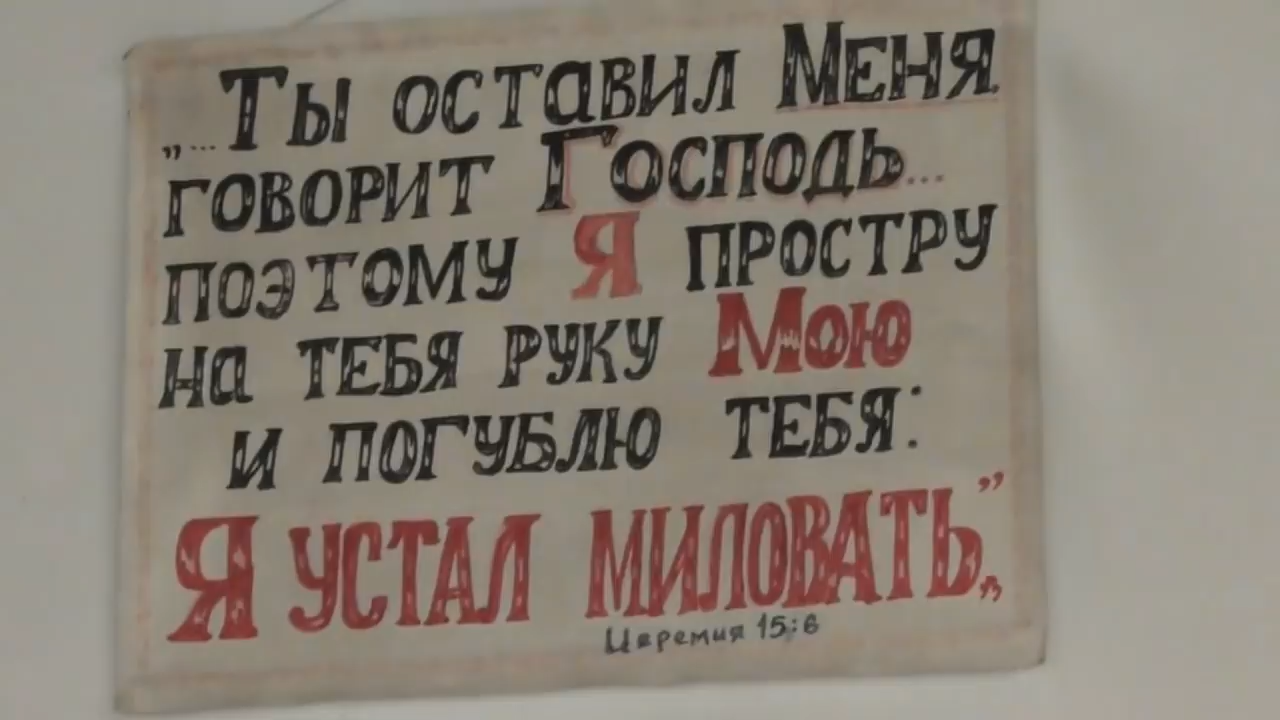 „...Ты оставил Меня
говорит Господь...
поэтому Я простру
на тебя руку Мою
и погублю тебя:
Я УСТАЛ МИЛОВАТЬ”„
Иеремия 15:6